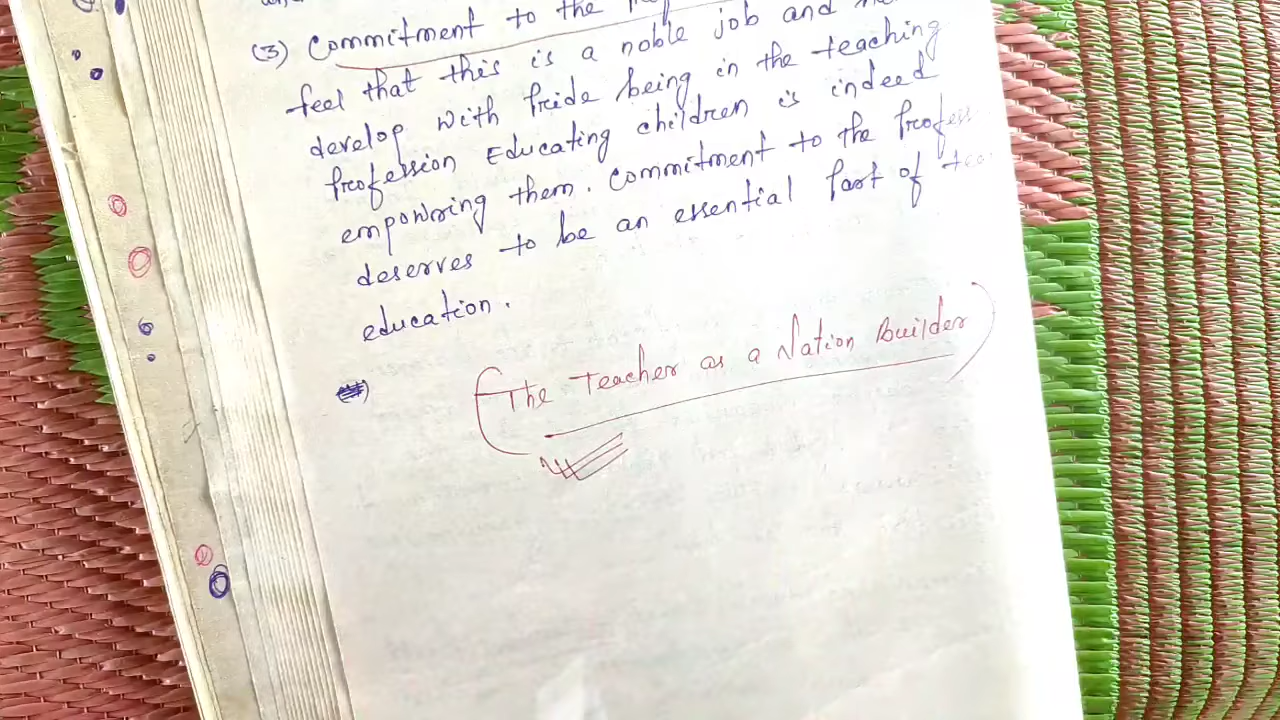 (3) Commitment to the
feel that this is a noble job and
develop with Pride being in the teaching
Profession Educating children is indeed
empowring them. Commitment to the Profess
deserves to be an essential Part of
education.
(The Teacher as a Nation Builder)